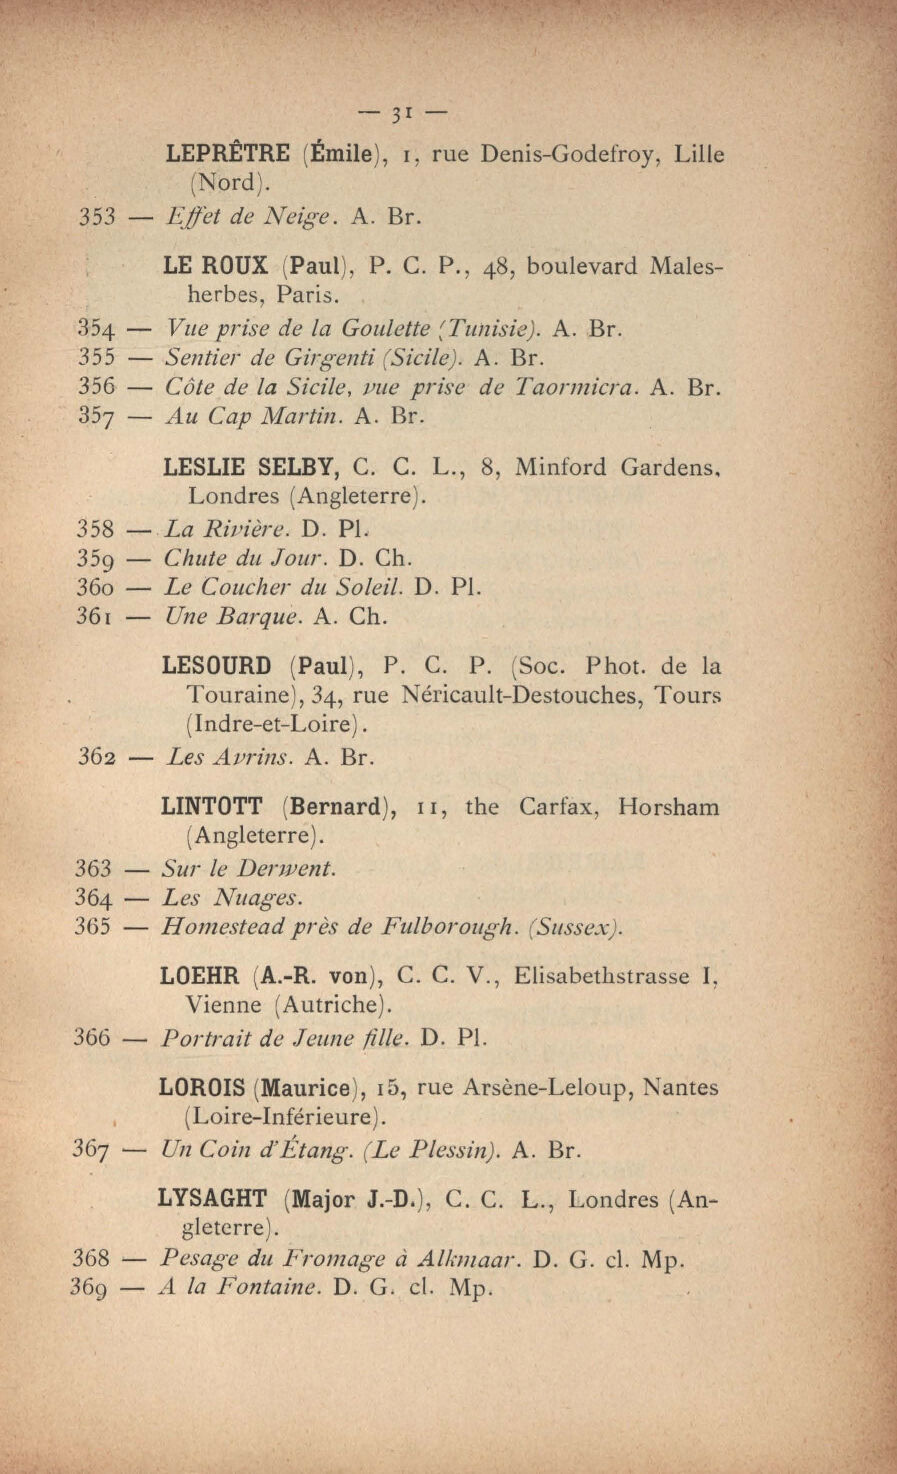 — 31 —
LEPRÊTRE (Émile), 1, rue Denis-Godefroy, Lille
(Nord).
353 — Effet de Neige. A. Br.
LE ROUX (Paul), P. C. P., 48, boulevard Males-
herbes, Paris.
354 — Vue prise de la Goulette (Tunisie). A. Br.
355 — Sentier de Girgenti (Sicile). A. Br.
356 — Côte de la Sicile, vue prise de Taormicra. A. Br.
357 — Au Cap Martin. A. Br.
LESLIE SELBY, C. C. L., 8, Minford Gardens,
Londres (Angleterre).
358 — La Rivière. D. Pl.
359 — Chute du Jour. D. Ch.
360 — Le Coucher du Soleil. D. Pl.
361 — Une Barque. A. Ch.
LESOURD (Paul), P. C. P. (Soc. Phot. de la
Touraine), 34, rue Néricault-Destouches, Tours
(Indre-et-Loire).
362 — Les Avrins. A. Br.
LINTOTT (Bernard), 11, the Carfax, Horsham
(Angleterre).
363 — Sur le Derwent.
364 — Les Nuages.
365 — Homestead près de Fulborough. (Sussex).
LOEHR (A.-R. von), C. C. V., Elisabethstrasse I,
Vienne (Autriche).
366 — Portrait de Jeune fille. D. Pl.
LOROIS (Maurice), 15, rue Arsène-Leloup, Nantes
(Loire-Inférieure).
367 — Un Coin d'Étang. (Le Plessin). A. Br.
LYSAGHT (Major J.-D.), C. C. L., Londres (An-
gleterre).
368 — Pesage du Fromage à Alkmaar. D. G. cl. Mp.
369 — A la Fontaine. D. G. cl. Mp.